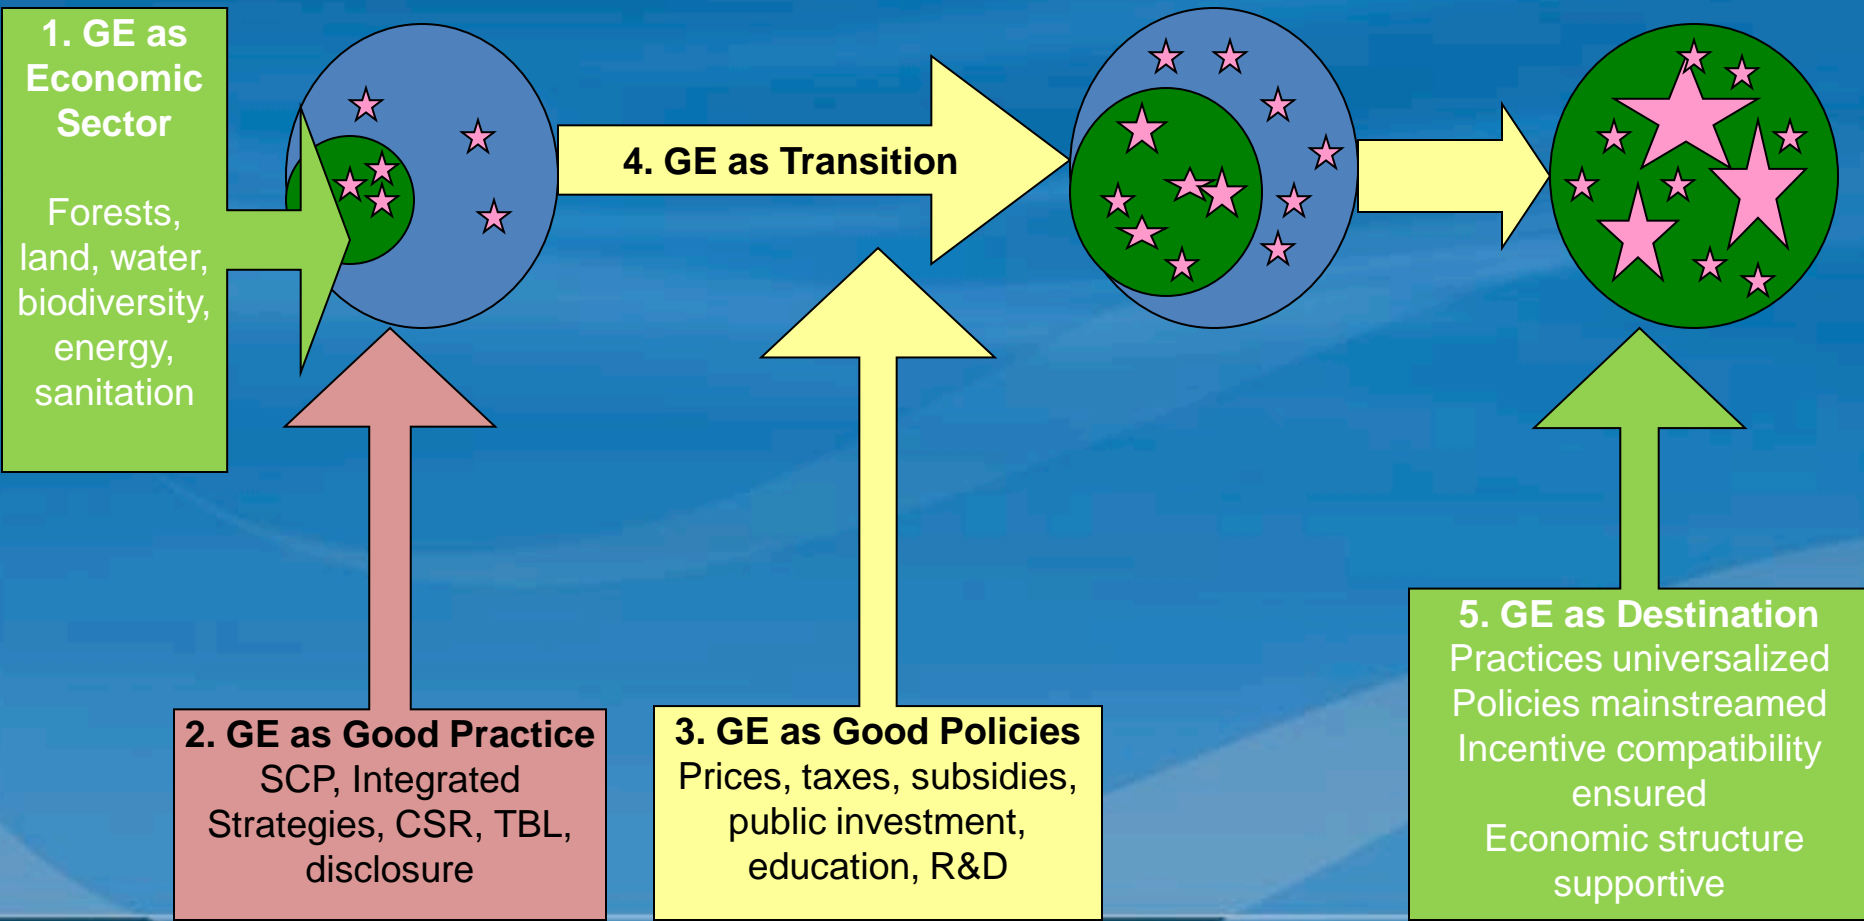 1. GE as
Economic
Sector
Forests,
land, water,
biodiversity,
energy,
sanitation
4. GE as Transition
2. GE as Good Practice
SCP, Integrated
Strategies, CSR, TBL,
disclosure
3. GE as Good Policies
Prices, taxes, subsidies,
public investment,
education, R&D
5. GE as Destination
Practices universalized
Policies mainstreamed
Incentive compatibility
ensured
Economic structure
supportive